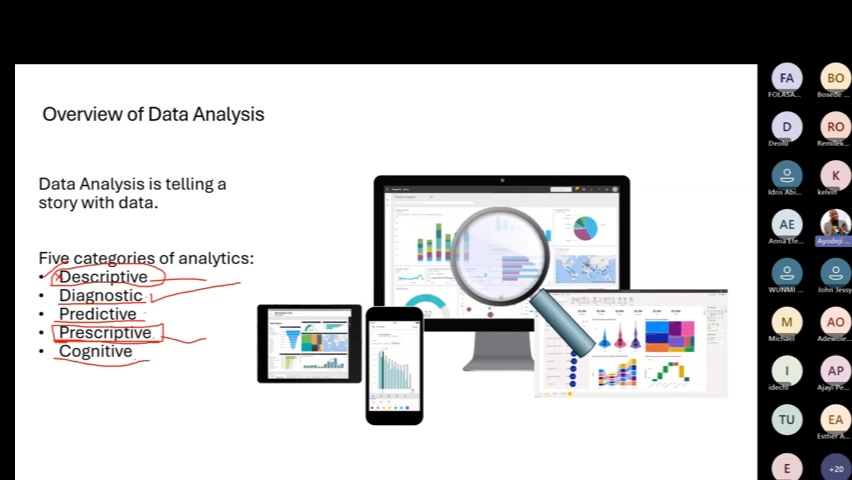 Overview of Data Analysis
Data Analysis is telling a
story with data.
Five categories of analytics:
• Descriptive
• Diagnostic
• Predictive
• Prescriptive
• Cognitive
FA
BO
FOLASA...
Bosede ...
D
RO
Deolu
Remilek...
K
Idris Abi...
kelvin
AE
Anna Efe...
Ayodeji ...
WUNMI ...
John Jessy
M
AO
Michael
Adewole...
I
AP
idechi
Ajayi Pe...
TU
EA
Esther A...
E
+20